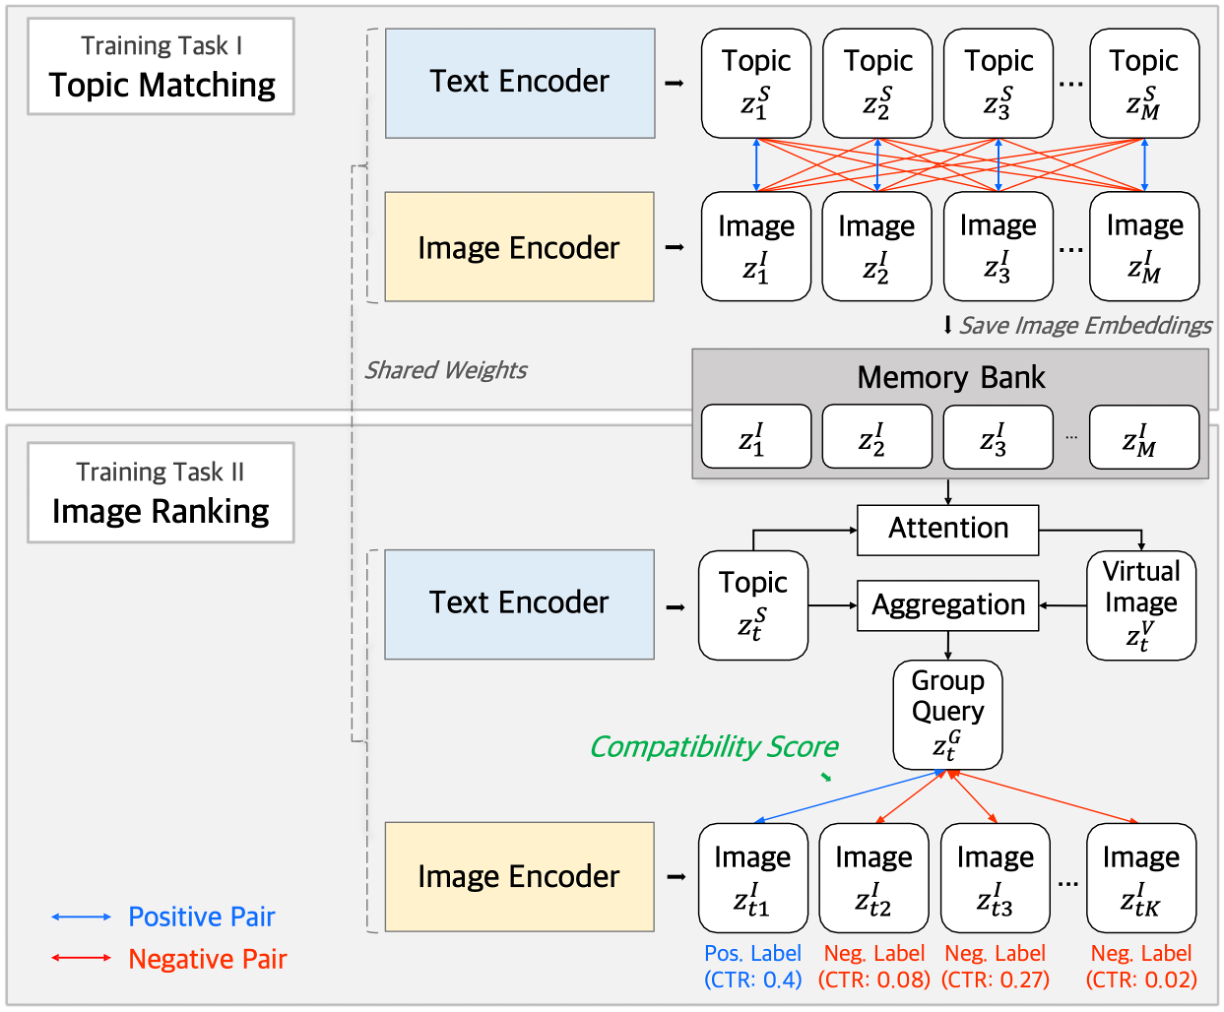 Training Task I
Topic Matching
Text Encoder
Topic Topic Topic ... Topic
z_1^S z_2^S z_3^S z_M^S
Image Encoder
Image Image Image ... Image
z_1^I z_2^I z_3^I z_M^I
Save Image Embeddings
Shared Weights
Memory Bank
z_1^I z_2^I z_3^I ... z_M^I
Training Task II
Image Ranking
Attention
Text Encoder
Topic
z_t^S
Aggregation
Virtual
Image
z_t^V
Group
Query
z_t^G
Compatibility Score
Image Encoder
Image Image Image ... Image
z_{t1}^I z_{t2}^I z_{t3}^I z_{tK}^I
Positive Pair
Negative Pair
Pos. Label Neg. Label Neg. Label Neg. Label
(CTR: 0.4) (CTR: 0.08) (CTR: 0.27) (CTR: 0.02)